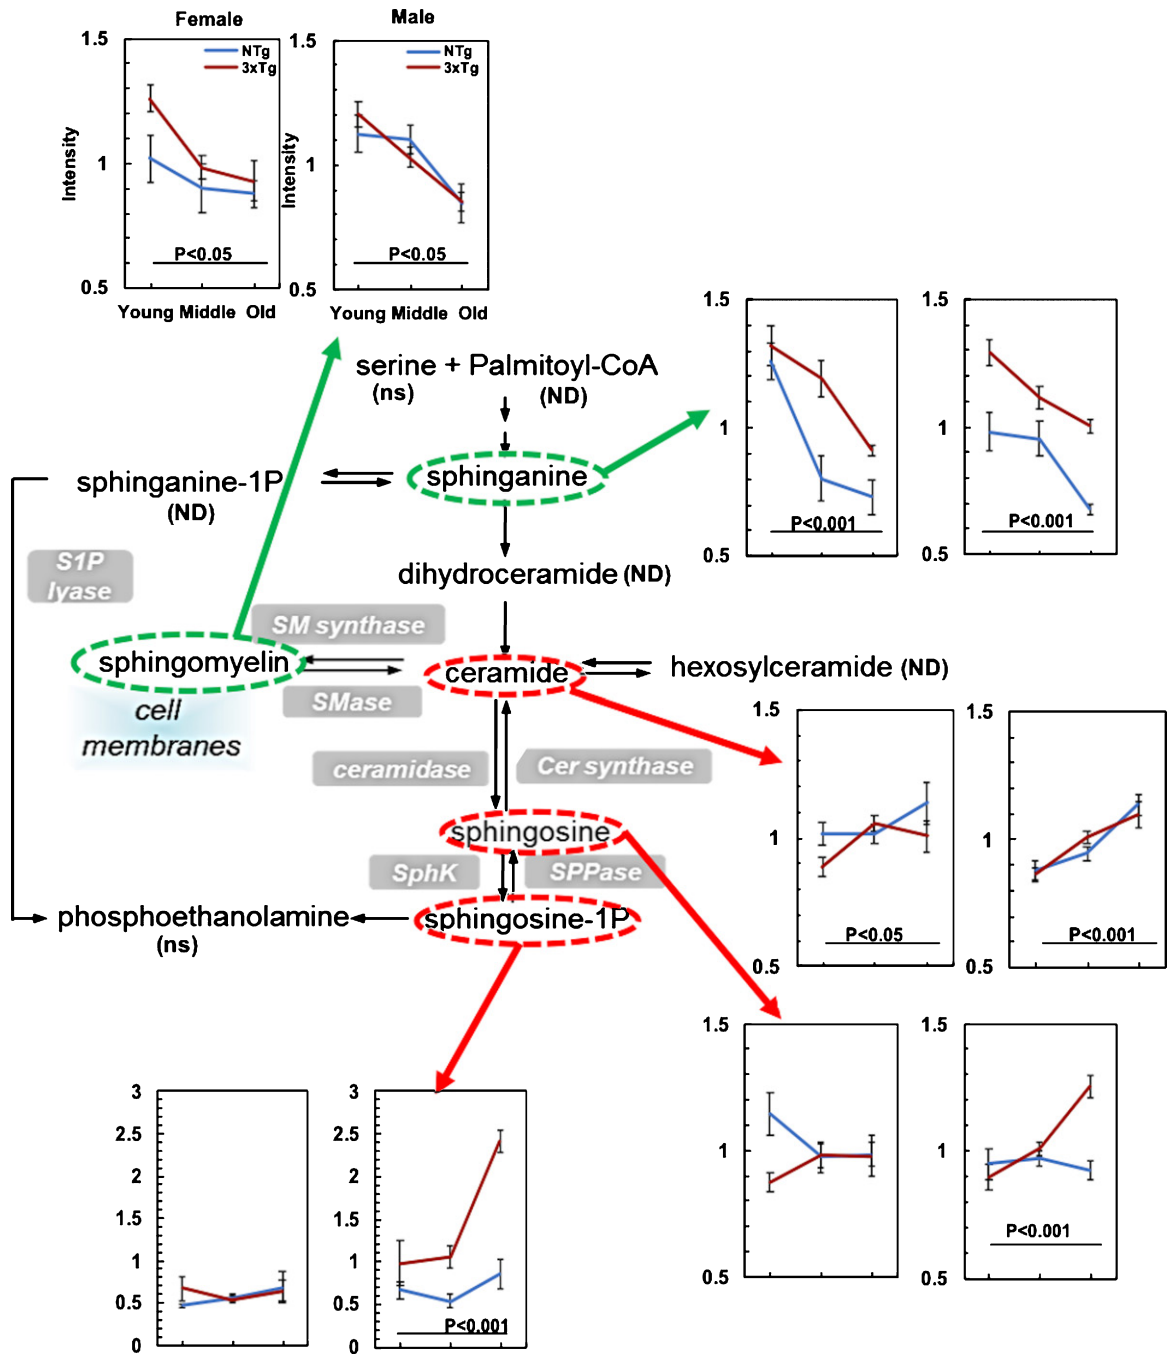 Female
Male
1.5
NTg
3xTg
1
Intensity
P<0.05
0.5
Young Middle Old
1.5
NTg
3xTg
1
Intensity
P<0.05
0.5
Young Middle Old
serine + Palmitoyl-CoA
(ns)
(ND)
sphinganine
sphinganine-1P
(ND)
S1P
lyase
dihydroceramide (ND)
SM synthase
sphingomyelin
ceramide
hexosylceramide (ND)
SMase
cell
membranes
ceramidase
Cer synthase
sphingosine
SphK
SPPase
phosphoethanolamine
(ns)
sphingosine-1P
1.5
1
0.5
P<0.001
1.5
1
0.5
P<0.001
1.5
1
0.5
P<0.05
1.5
1
0.5
P<0.001
1.5
1
0.5
1.5
1
0.5
P<0.001
3
2.5
2
1.5
1
0.5
0
3
2.5
2
1.5
1
0.5
0
P<0.001